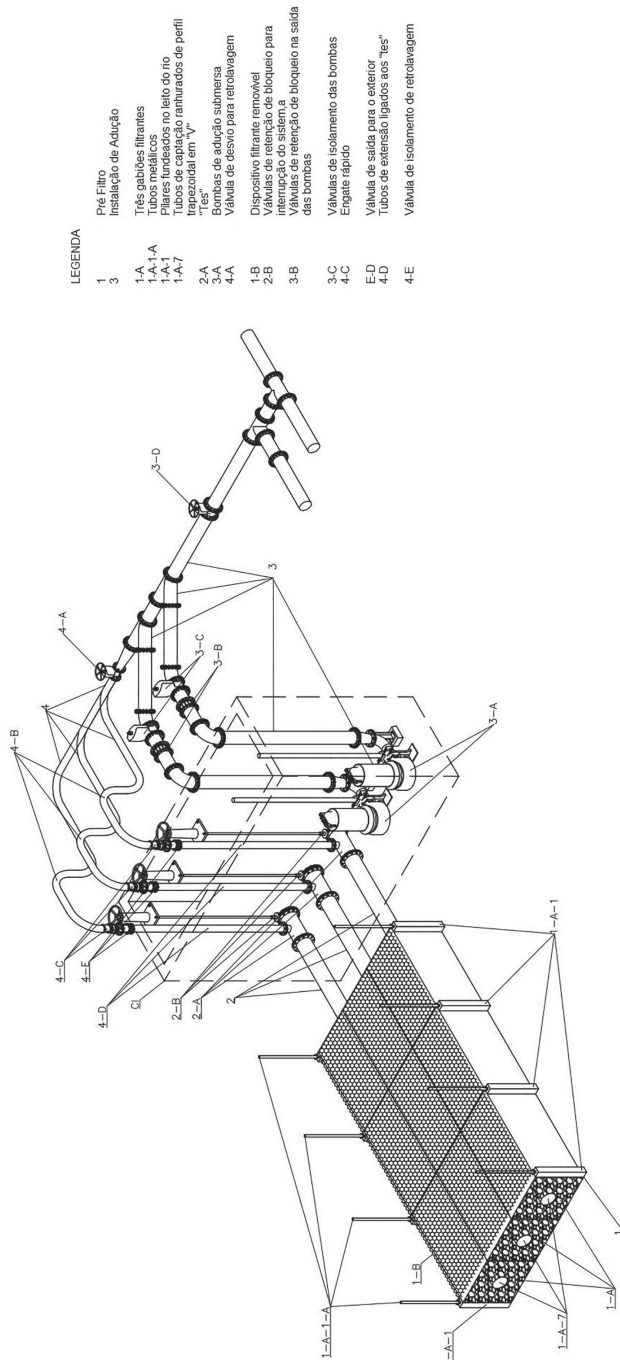 LEGENDA
1 Pré Filtro
3 Instalação de Adução
1-A Três gabiões filtrantes
1-A-1-A Tubos metálicos
1-A-1 Pilares fundeados no leito do rio
1-A-7 Tubos de captação ranhurados de perfil
trapezoidal em "V"
2-A "Tes"
3-A Bombas de adução submersa
4-A Válvula de desvio para retrolavagem
1-B Dispositivo filtrante removível
2-B Válvulas de retenção de bloqueio para
interrupção do sistem,a
3-B Válvulas de retenção de bloqueio na saída
das bombas
3-C Válvulas de isolamento das bombas
4-C Engate rápido
E-D Válvula de saída para o exterior
4-D Tubos de extensão ligados aos "tes"
4-E Válvula de isolamento de retrolavagem
4-B
4
4-A
3-D
3
3-C
3-B
3-A
4-C
4-E
4-D
CI
2-B
2-A
2
1-A-1
1-A-1-A
1-B
-A-1
1-A-7
1-A
1